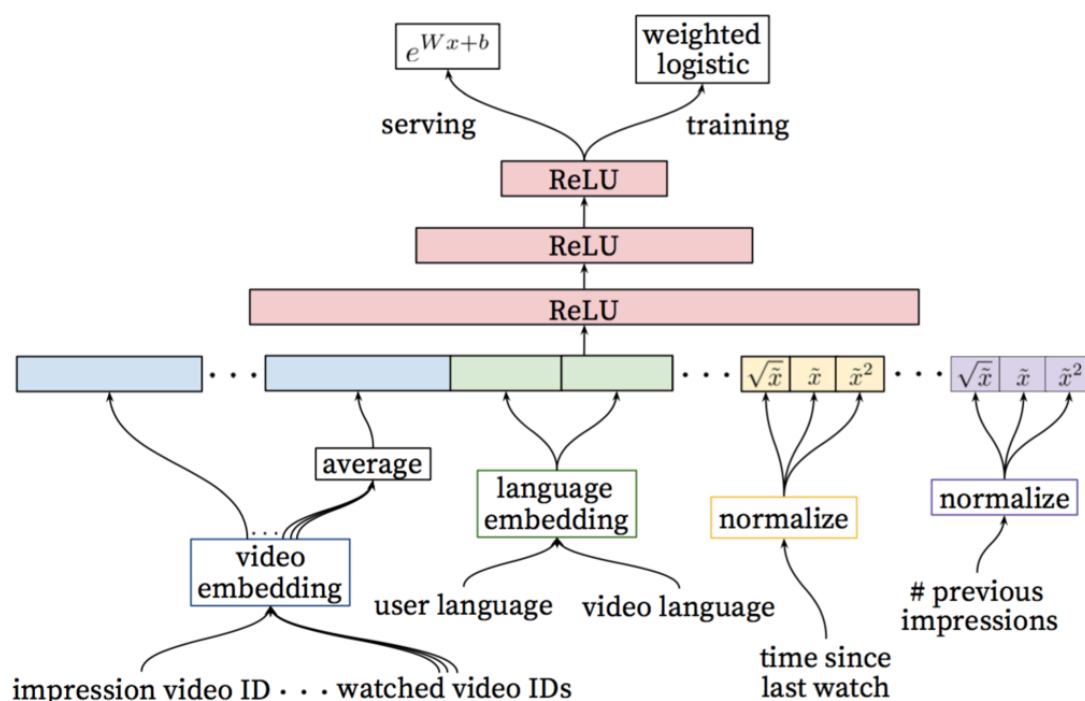 e^{Wx+b}
weighted
logistic
serving
training
ReLU
ReLU
ReLU
. . .
√x̃ x̃ x̃²
. . .
√x̃ x̃ x̃²
average
. . .
video
embedding
language
embedding
normalize
normalize
user language
video language
# previous
impressions
time since
last watch
impression video ID . . . watched video IDs